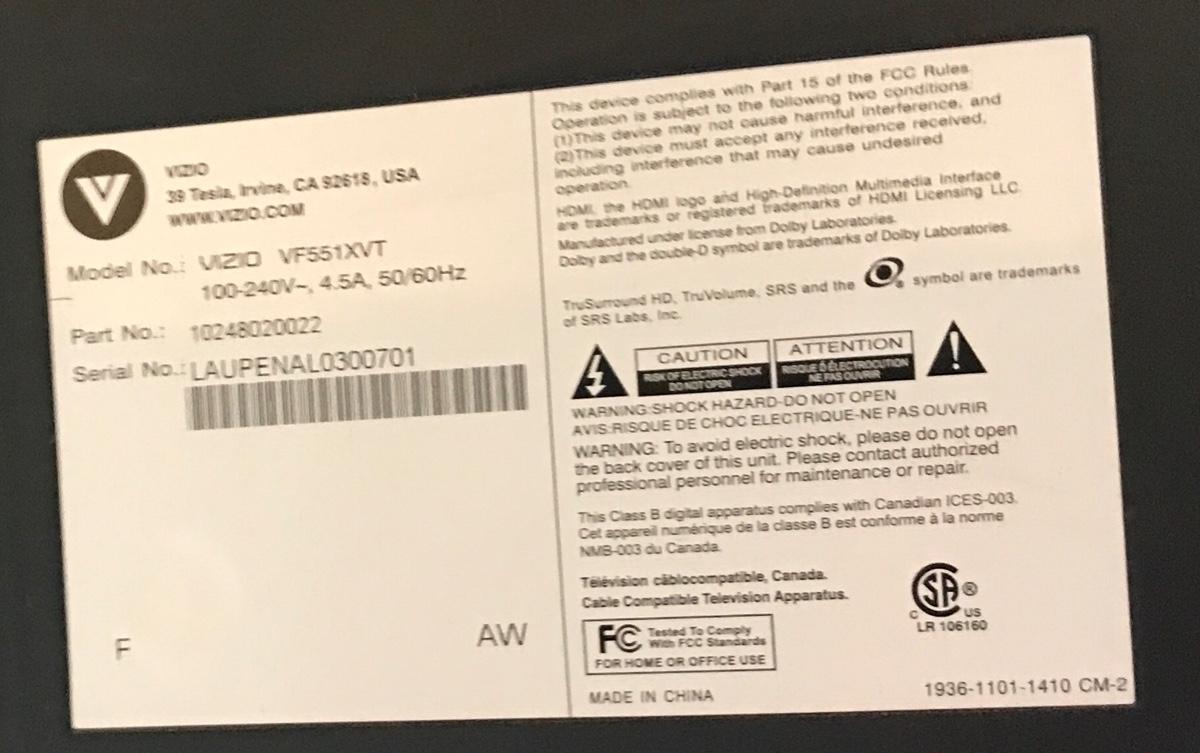 V
VIZIO
39 Tesla, Irvine, CA 92618, USA
WWW.VIZIO.COM
Model No.: VIZIO VF551XVT
100-240V~, 4.5A, 50/60Hz
Part No.: 10248020022
Serial No.: LAUPENAL0300701
F AW
This device complies with Part 15 of the FCC Rules
Operation is subject to the following two conditions:
(1)This device may not cause harmful interference, and
(2)This device must accept any interference received,
including interference that may cause undesired
operation.
HDMI, the HDMI logo and High-Definition Multimedia Interface
are trademarks or registered trademarks of HDMI Licensing LLC.
Manufactured under license from Dolby Laboratories.
Dolby and the double-D symbol are trademarks of Dolby Laboratories.
TruSurround HD, TruVolume, SRS and the ® symbol are trademarks
of SRS Labs, Inc.
CAUTION
RISK OF ELECTRIC SHOCK
DO NOT OPEN
ATTENTION
RISQUE D ÉLECTROCUTION
NE PAS OUVRIR
WARNING:SHOCK HAZARD-DO NOT OPEN
AVIS:RISQUE DE CHOC ELECTRIQUE-NE PAS OUVRIR
WARNING: To avoid electric shock, please do not open
the back cover of this unit. Please contact authorized
professional personnel for maintenance or repair.
This Class B digital apparatus complies with Canadian ICES-003.
Cet appareil numérique de la classe B est conforme à la norme
NMB-003 du Canada.
Télévision câblocompatible, Canada.
Cable Compatible Television Apparatus.
FC Tested To Comply
With FCC Standards
FOR HOME OR OFFICE USE
C SA ® US
LR 106160
MADE IN CHINA
1936-1101-1410 CM-2